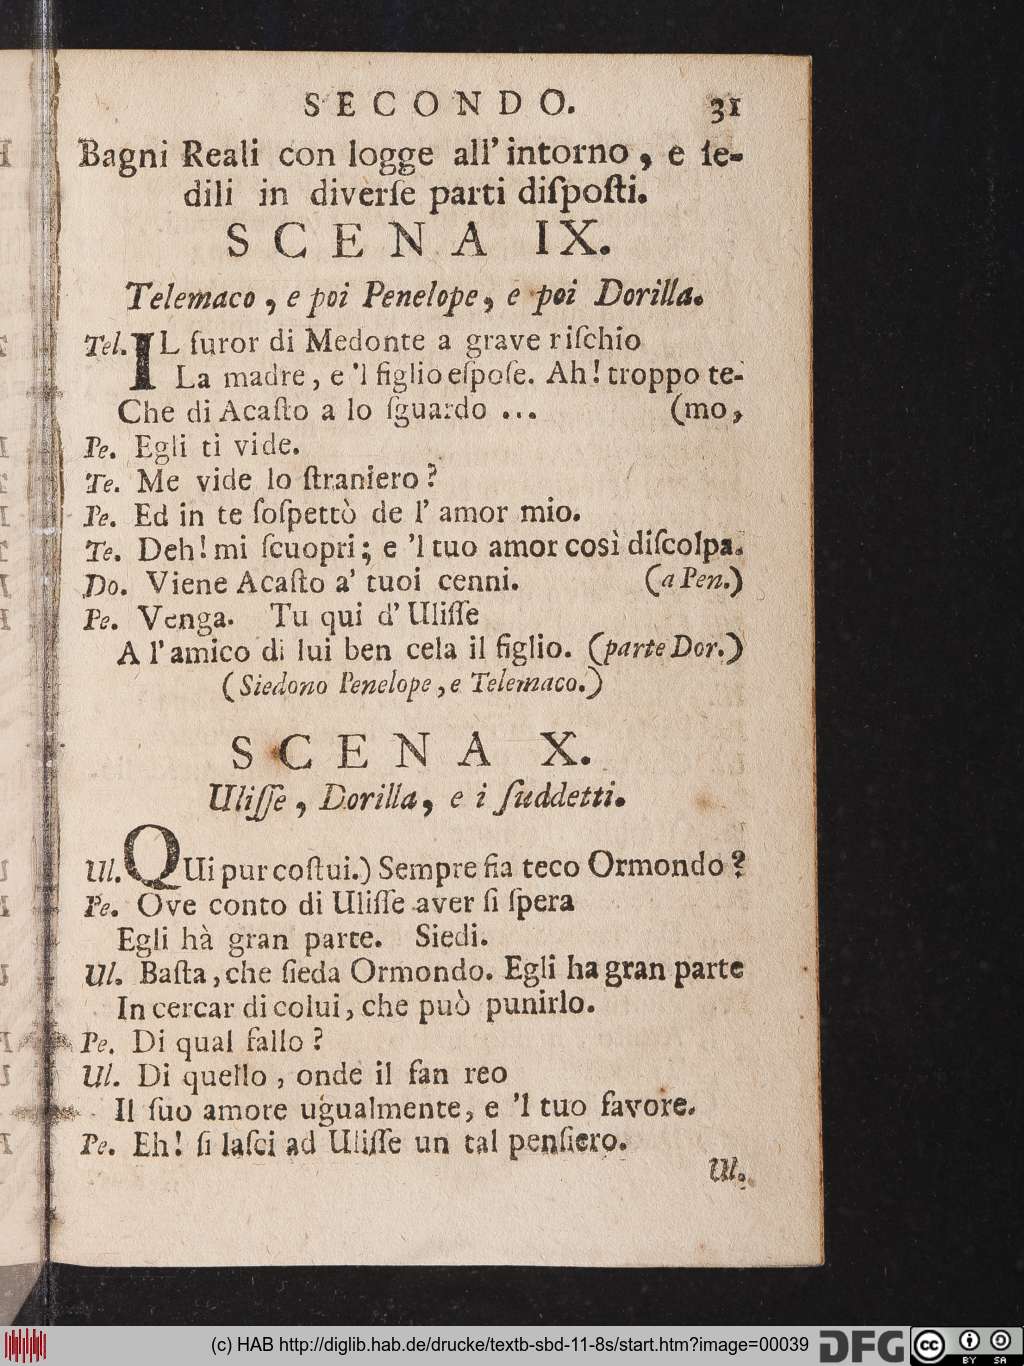 SECONDO. 31
Bagni Reali con logge all' intorno, e ſe-
dili in diverſe parti diſpoſti.
SCENA IX.
Telemaco, e poi Penelope, e poi Dorilla.
Tel. IL furor di Medonte a grave riſchio
La madre, e 'l figlio eſpoſe. Ah! troppo te-
Che di Acaſto a lo ſguardo ... (mo,
Pe. Egli ti vide.
Te. Me vide lo ſtraniero?
Pe. Ed in te ſoſpettò de l' amor mio.
Te. Deh! mi ſcuopri; e 'l tuo amor così diſcolpa.
Do. Viene Acaſto a' tuoi cenni. (a Pen.)
Pe. Venga. Tu qui d' Uliſſe
A l' amico di lui ben cela il figlio. (parte Dor.)
(Siedono Penelope, e Telemaco.)
SCENA X.
Uliſſe, Dorilla, e i ſuddetti.
Ul. QUi pur coſtui.) Sempre fia teco Ormondo?
Pe. Ove conto di Uliſſe aver ſi ſpera
Egli hà gran parte. Siedi.
Ul. Baſta, che ſieda Ormondo. Egli ha gran parte
In cercar di colui, che può punirlo.
Pe. Di qual fallo?
Ul. Di quello, onde il fan reo
Il ſuo amore ugualmente, e 'l tuo favore.
Pe. Eh! ſi laſci ad Uliſſe un tal penſiero.
Ul.
(c) HAB http://diglib.hab.de/drucke/textb-sbd-11-8s/start.htm?image=00039 DFG cc BY SA